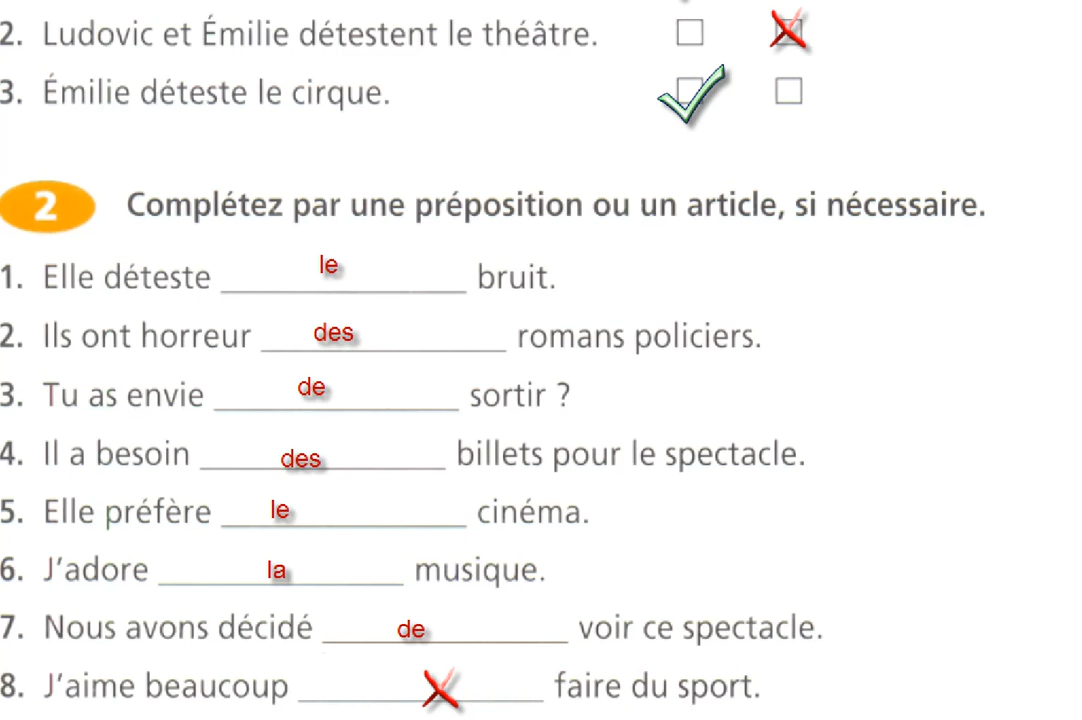 2. Ludovic et Émilie détestent le théâtre.
3. Émilie déteste le cirque.
2 Complétez par une préposition ou un article, si nécessaire.
1. Elle déteste le bruit.
2. Ils ont horreur des romans policiers.
3. Tu as envie de sortir ?
4. Il a besoin des billets pour le spectacle.
5. Elle préfère le cinéma.
6. J'adore la musique.
7. Nous avons décidé de voir ce spectacle.
8. J'aime beaucoup ___ faire du sport.